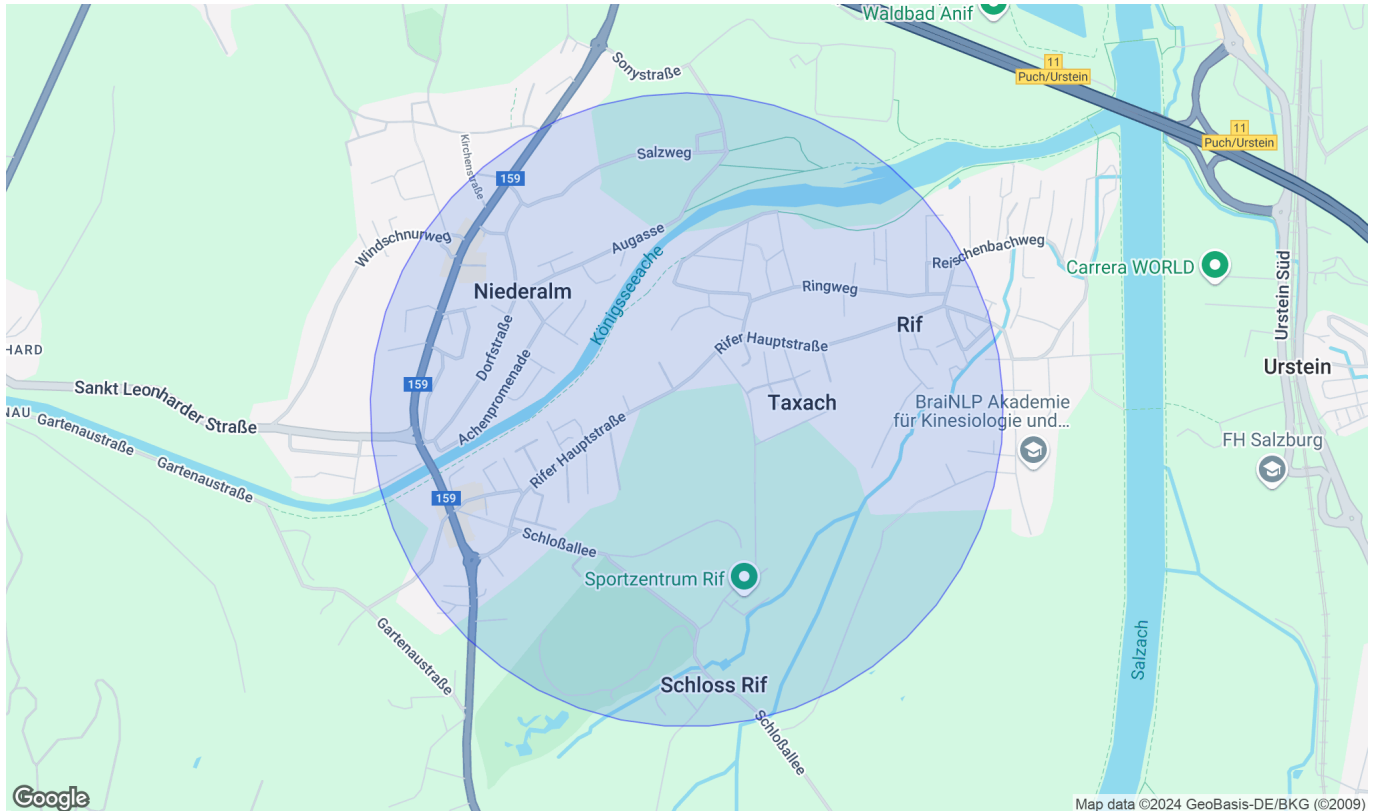 Waldbad Anif
Sonystraße
11
Puch/Urstein
11
Puch/Urstein
Kirchenstraße
Salzweg
159
Windschnurweg
Augasse
Reischenbachweg
Carrera WORLD
Königsseeache
Niederalm
Ringweg
Urstein Süd
Rif
Dorfstraße
Rifer Hauptstraße
HARD
Urstein
159
Achenpromenade
Sankt Leonharder Straße
Taxach
BraiNLP Akademie
für Kinesiologie und...
NAU
Gartenaustraße
FH Salzburg
Gartenaustraße
Rifer Hauptstraße
159
Schloßallee
Sportzentrum Rif
Gartenaustraße
Salzach
Schloss Rif
Schloßallee
Google
Map data ©2024 GeoBasis-DE/BKG (©2009)